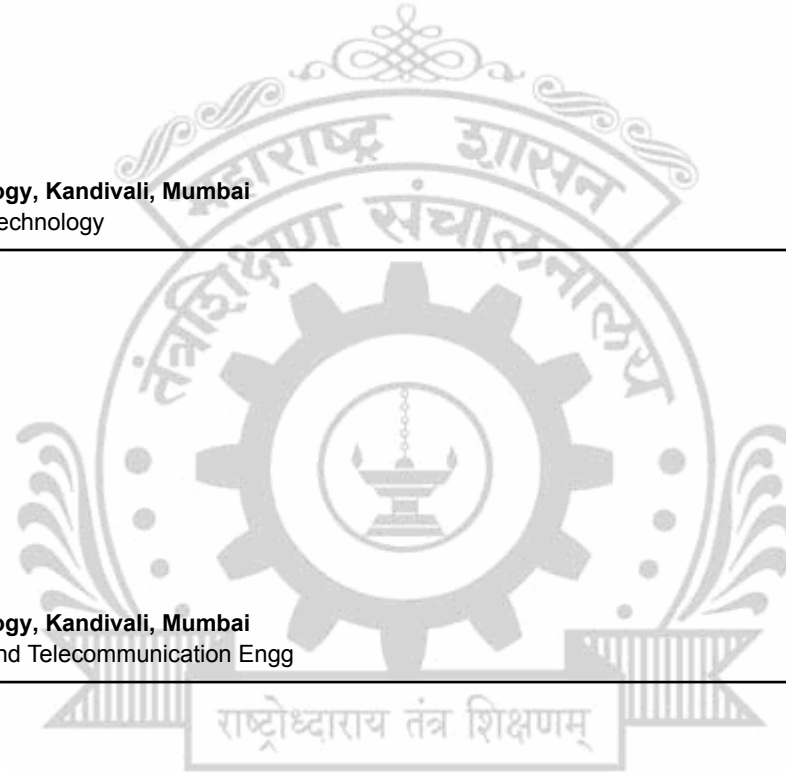 महाराष्ट्र शासन
ogy, Kandivali, Mumbai
echnology
तंत्रशिक्षण संचालनालय
ogy, Kandivali, Mumbai
nd Telecommunication Engg
राष्ट्रोध्दाराय तंत्र शिक्षणम्